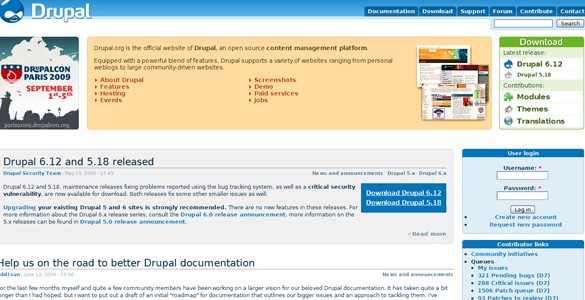 Drupal
Documentation Download Support Forum Contribute Contact
Search
DRUPALCON
PARIS 2009
SEPTEMBER
1st-5th
paris2009.drupalcon.org
Drupal.org is the official website of Drupal, an open source content management platform.
Equipped with a powerful blend of features, Drupal supports a variety of websites ranging from personal
weblogs to large community-driven websites.
About Drupal
Features
Hosting
Events
Screenshots
Demo
Paid services
Jobs
Download
Latest release:
Drupal 6.12
Drupal 5.18
Contributions:
Modules
Themes
Translations
Drupal 6.12 and 5.18 released
Drupal Security Team - May 13, 2009 - 17:45
News and announcements Drupal 5.x Drupal 6.x
Drupal 6.12 and 5.18, maintenance releases fixing problems reported using the bug tracking system, as well as a critical security
vulnerability, are now available for download. Both releases fix some other smaller issues as well.
Upgrading your existing Drupal 5 and 6 sites is strongly recommended. There are no new features in these releases. For
more information about the Drupal 6.x release series, consult the Drupal 6.0 release announcement, more information on the
5.x releases can be found in Drupal 5.0 release announcement.
Download Drupal 6.12
Download Drupal 5.18
Read more
Help us on the road to better Drupal documentation
June 12, 2009
News and announcements
or the last few months myself and quite a few community members have been working on a larger vision for our beloved Drupal Documentation. It has taken quite a bit
onger than I had hoped, but I want to put out a draft of an initial "roadmap" for documentation that outlines our bigger issues an approach to tackling them. I've
User login
Username: *
Password: *
Log in
Create new account
Request new password
Contributor links
Community initiatives
Queues
My issues
321 Pending bugs (D7)
288 Critical issues (D7)
1506 Patch queue (D7)
93 Patches to review (D7)